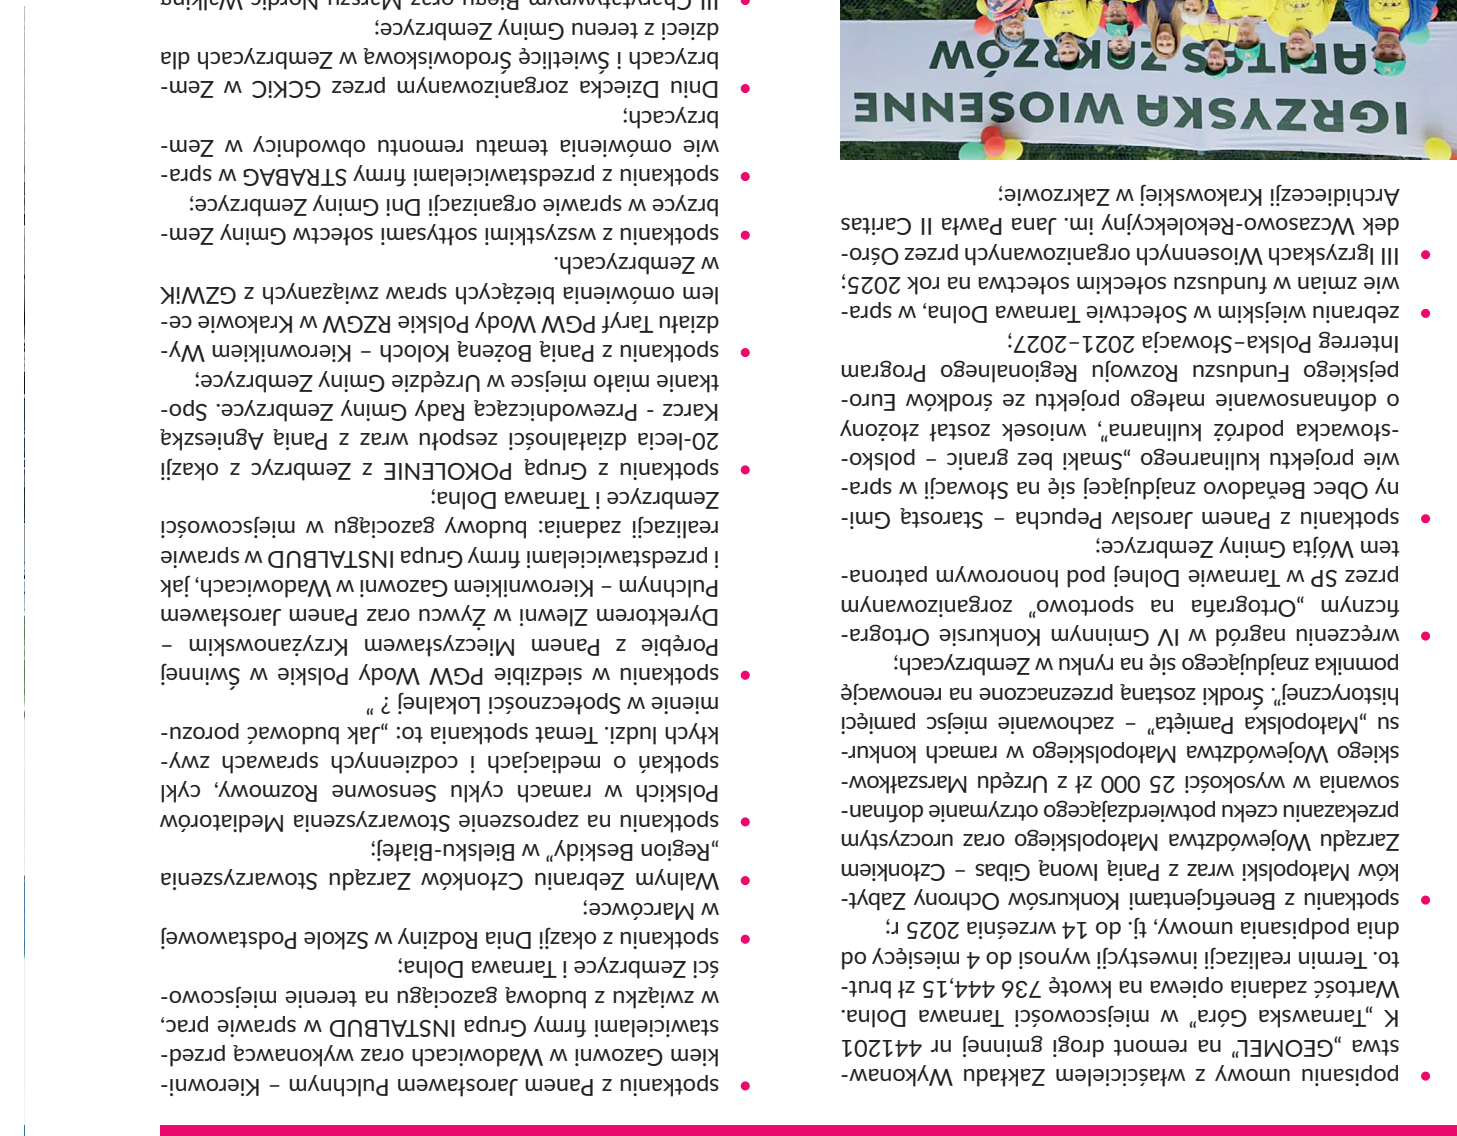 • popisaniu umowy z właścicielem Zakładu Wykonaw-
stwa „GEOMEL” na remont drogi gminnej nr 441201
K „Tarnawska Góra” w miejscowości Tarnawa Dolna.
Wartość zadania opiewa na kwotę 736 444,15 zł brut-
to. Termin realizacji inwestycji wynosi do 4 miesięcy od
dnia podpisania umowy, tj. do 14 września 2025 r;
• spotkaniu z Beneficjentami Konkursów Ochrony Zabyt-
ków Małopolski wraz z Panią Iwoną Gibas – Członkiem
Zarządu Województwa Małopolskiego oraz uroczystym
przekazaniu czeku potwierdzającego otrzymanie dofinan-
sowania w wysokości 25 000 zł z Urzędu Marszałkow-
skiego Województwa Małopolskiego w ramach konkur-
su „Małopolska Pamięta” – zachowanie miejsc pamięci
historycznej”. Środki zostaną przeznaczone na renowację
pomnika znajdującego się na rynku w Zembrzycach;
• wręczeniu nagród w IV Gminnym Konkursie Ortogra-
ficznym „Ortografia na sportowo” zorganizowanym
przez SP w Tarnawie Dolnej pod honorowym patrona-
tem Wójta Gminy Zembrzyce;
• spotkaniu z Panem Jaroslav Pepucha – Starostą Gmi-
ny Obec Beňadovo znajdującej się na Słowacji w spra-
wie projektu kulinarnego „Smaki bez granic – polsko-
-słowacka podróż kulinarna”, wniosek został złożony
o dofinansowanie małego projektu ze środków Euro-
pejskiego Funduszu Rozwoju Regionalnego Program
Interreg Polska–Słowacja 2021–2027;
• zebraniu wiejskim w Sołectwie Tarnawa Dolna, w spra-
wie zmian w funduszu sołeckim sołectwa na rok 2025;
• III Igrzyskach Wiosennych organizowanych przez Ośro-
dek Wczasowo-Rekolekcyjny im. Jana Pawła II Caritas
Archidiecezji Krakowskiej w Zakrzowie;
IGRZYSKA WIOSENNE
ARITAS ZAKRZÓW
• spotkaniu z Panem Jarosławem Pulchnym – Kierowni-
kiem Gazowni w Wadowicach oraz wykonawcą przed-
stawicielami firmy Grupa INSTALBUD w sprawie prac,
w związku z budową gazociągu na terenie miejscowo-
ści Zembrzyce i Tarnawa Dolna;
• spotkaniu z okazji Dnia Rodziny w Szkole Podstawowej
w Marcówce;
• Walnym Zebraniu Członków Zarządu Stowarzyszenia
„Region Beskidy” w Bielsku-Białej;
• spotkaniu na zaproszenie Stowarzyszenia Mediatorów
Polskich w ramach cyklu Sensowne Rozmowy, cykl
spotkań o mediacjach i codziennych sprawach zwy-
kłych ludzi. Temat spotkania to: „Jak budować porozu-
mienie w Społeczności Lokalnej ? ”
• spotkaniu w siedzibie PGW Wody Polskie w Świnnej
Porębie z Panem Mieczysławem Krzyżanowskim –
Dyrektorem Zlewni w Żywcu oraz Panem Jarosławem
Pulchnym – Kierownikiem Gazowni w Wadowicach, jak
i przedstawicielami firmy Grupa INSTALBUD w sprawie
realizacji zadania: budowy gazociągu w miejscowości
Zembrzyce i Tarnawa Dolna;
• spotkaniu z Grupą POKOLENIE z Zembrzyc z okazji
20-lecia działalności zespołu wraz z Panią Agnieszką
Karcz - Przewodniczącą Rady Gminy Zembrzyce. Spo-
tkanie miało miejsce w Urzędzie Gminy Zembrzyce;
• spotkaniu z Panią Bożeną Koloch – Kierownikiem Wy-
działu Taryf PGW Wody Polskie RZGW w Krakowie ce-
lem omówienia bieżących spraw związanych z GZWiK
w Zembrzycach.
• spotkaniu z wszystkimi sołtysami sołectw Gminy Zem-
brzyce w sprawie organizacji Dni Gminy Zembrzyce;
• spotkaniu z przedstawicielami firmy STRABAG w spra-
wie omówienia tematu remontu obwodnicy w Zem-
brzycach;
• Dniu Dziecka zorganizowanym przez GCKiC w Zem-
brzycach i Świetlicę Środowiskową w Zembrzycach dla
dzieci z terenu Gminy Zembrzyce;
• III Charytatywnym Biegu oraz Marszu Nordic Walking